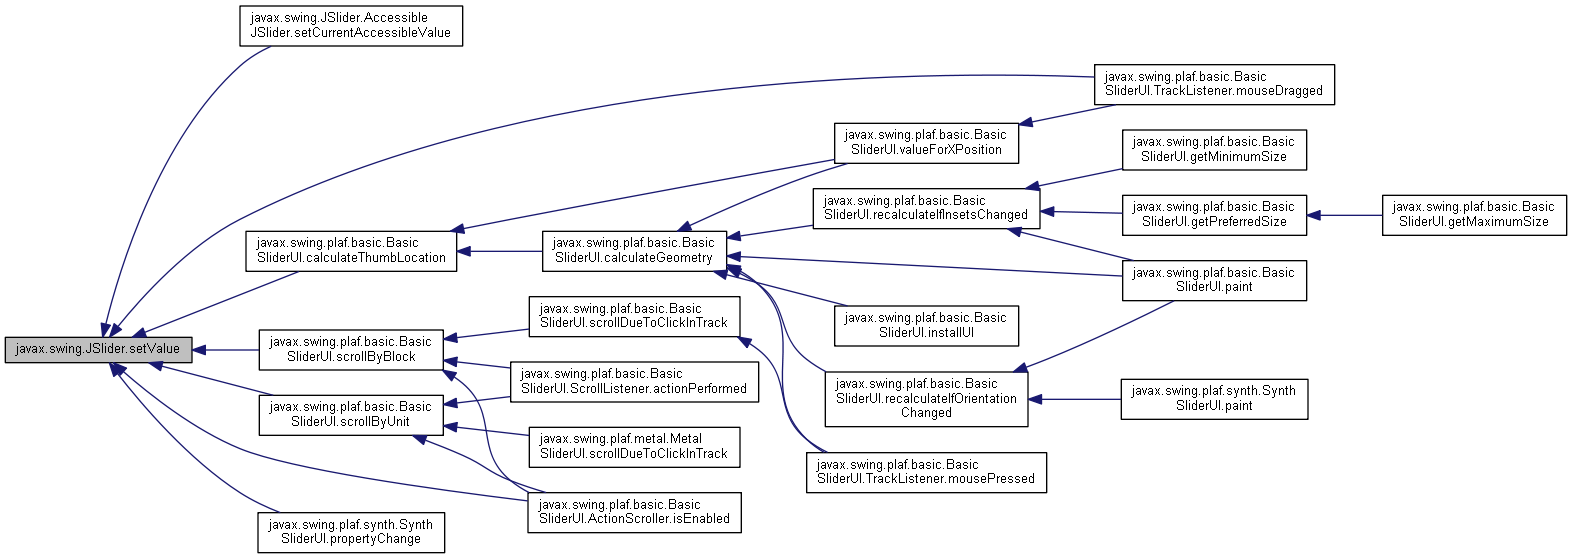 javax.swing.JSlider.Accessible
JSlider.setCurrentAccessibleValue
javax.swing.plaf.basic.Basic
SliderUI.TrackListener.mouseDragged
javax.swing.plaf.basic.Basic
SliderUI.valueForXPosition
javax.swing.plaf.basic.Basic
SliderUI.getMinimumSize
javax.swing.plaf.basic.Basic
SliderUI.recalculateIfInsetsChanged
javax.swing.plaf.basic.Basic
SliderUI.getPreferredSize
javax.swing.plaf.basic.Basic
SliderUI.getMaximumSize
javax.swing.plaf.basic.Basic
SliderUI.calculateThumbLocation
javax.swing.plaf.basic.Basic
SliderUI.calculateGeometry
javax.swing.plaf.basic.Basic
SliderUI.paint
javax.swing.plaf.basic.Basic
SliderUI.scrollDueToClickInTrack
javax.swing.plaf.basic.Basic
SliderUI.installUI
javax.swing.JSlider.setValue
javax.swing.plaf.basic.Basic
SliderUI.scrollByBlock
javax.swing.plaf.basic.Basic
SliderUI.ScrollListener.actionPerformed
javax.swing.plaf.basic.Basic
SliderUI.recalculateIfOrientation
Changed
javax.swing.plaf.synth.Synth
SliderUI.paint
javax.swing.plaf.basic.Basic
SliderUI.scrollByUnit
javax.swing.plaf.metal.Metal
SliderUI.scrollDueToClickInTrack
javax.swing.plaf.basic.Basic
SliderUI.TrackListener.mousePressed
javax.swing.plaf.basic.Basic
SliderUI.ActionScroller.isEnabled
javax.swing.plaf.synth.Synth
SliderUI.propertyChange